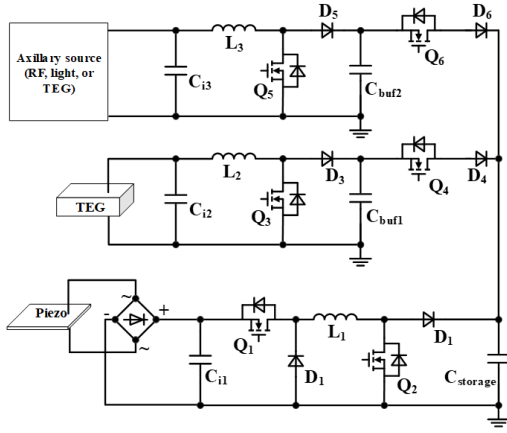 D5
D6
Axillary source
(RF, light, or
TEG)
L3
Ci3
Q5
Cbuf2
Q6
TEG
L2
Ci2
Q3
D3
Cbuf1
Q4
D4
Piezo
~
-
+
~
Q1
L1
D1
Ci1
D1
Q2
Cstorage